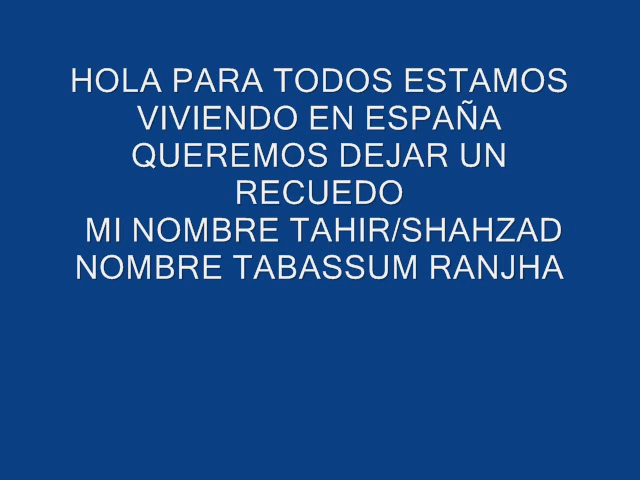 HOLA PARA TODOS ESTAMOS
VIVIENDO EN ESPAÑA
QUEREMOS DEJAR UN
RECUEDO
MI NOMBRE TAHIR/SHAHZAD
NOMBRE TABASSUM RANJHA